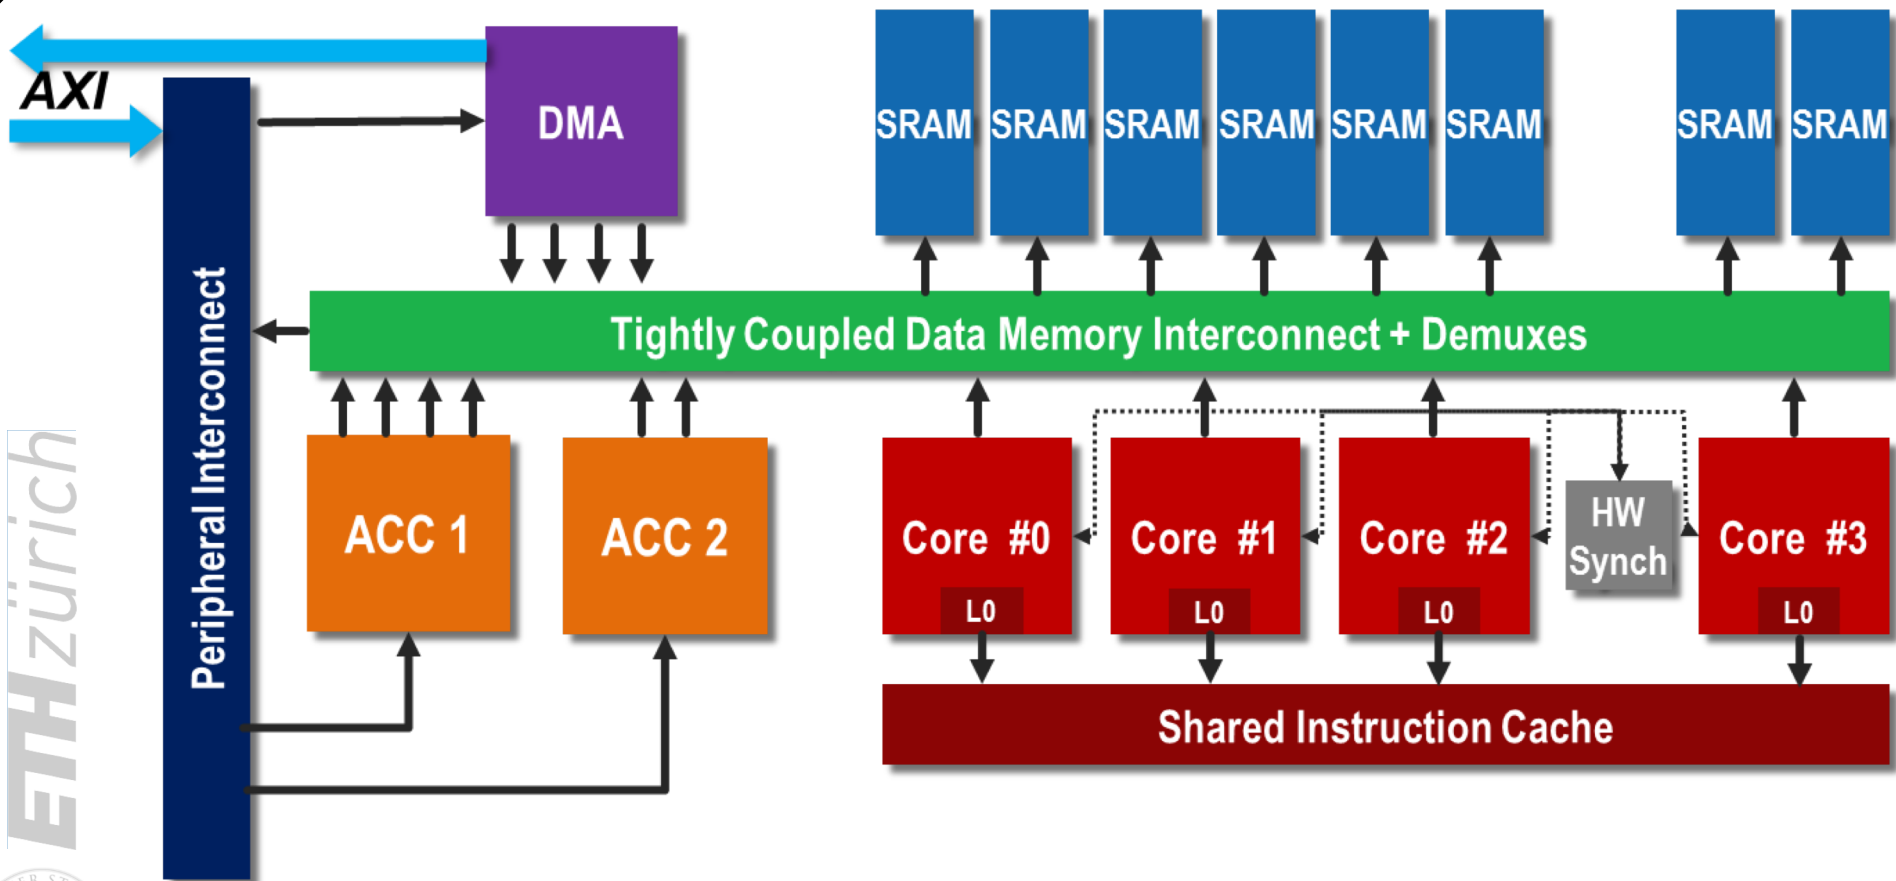 AXI
DMA
SRAM SRAM SRAM SRAM SRAM SRAM SRAM SRAM
Peripheral Interconnect
Tightly Coupled Data Memory Interconnect + Demuxes
ACC 1
ACC 2
Core #0
L0
Core #1
L0
Core #2
L0
HW
Synch
Core #3
L0
Shared Instruction Cache
ETH zürich